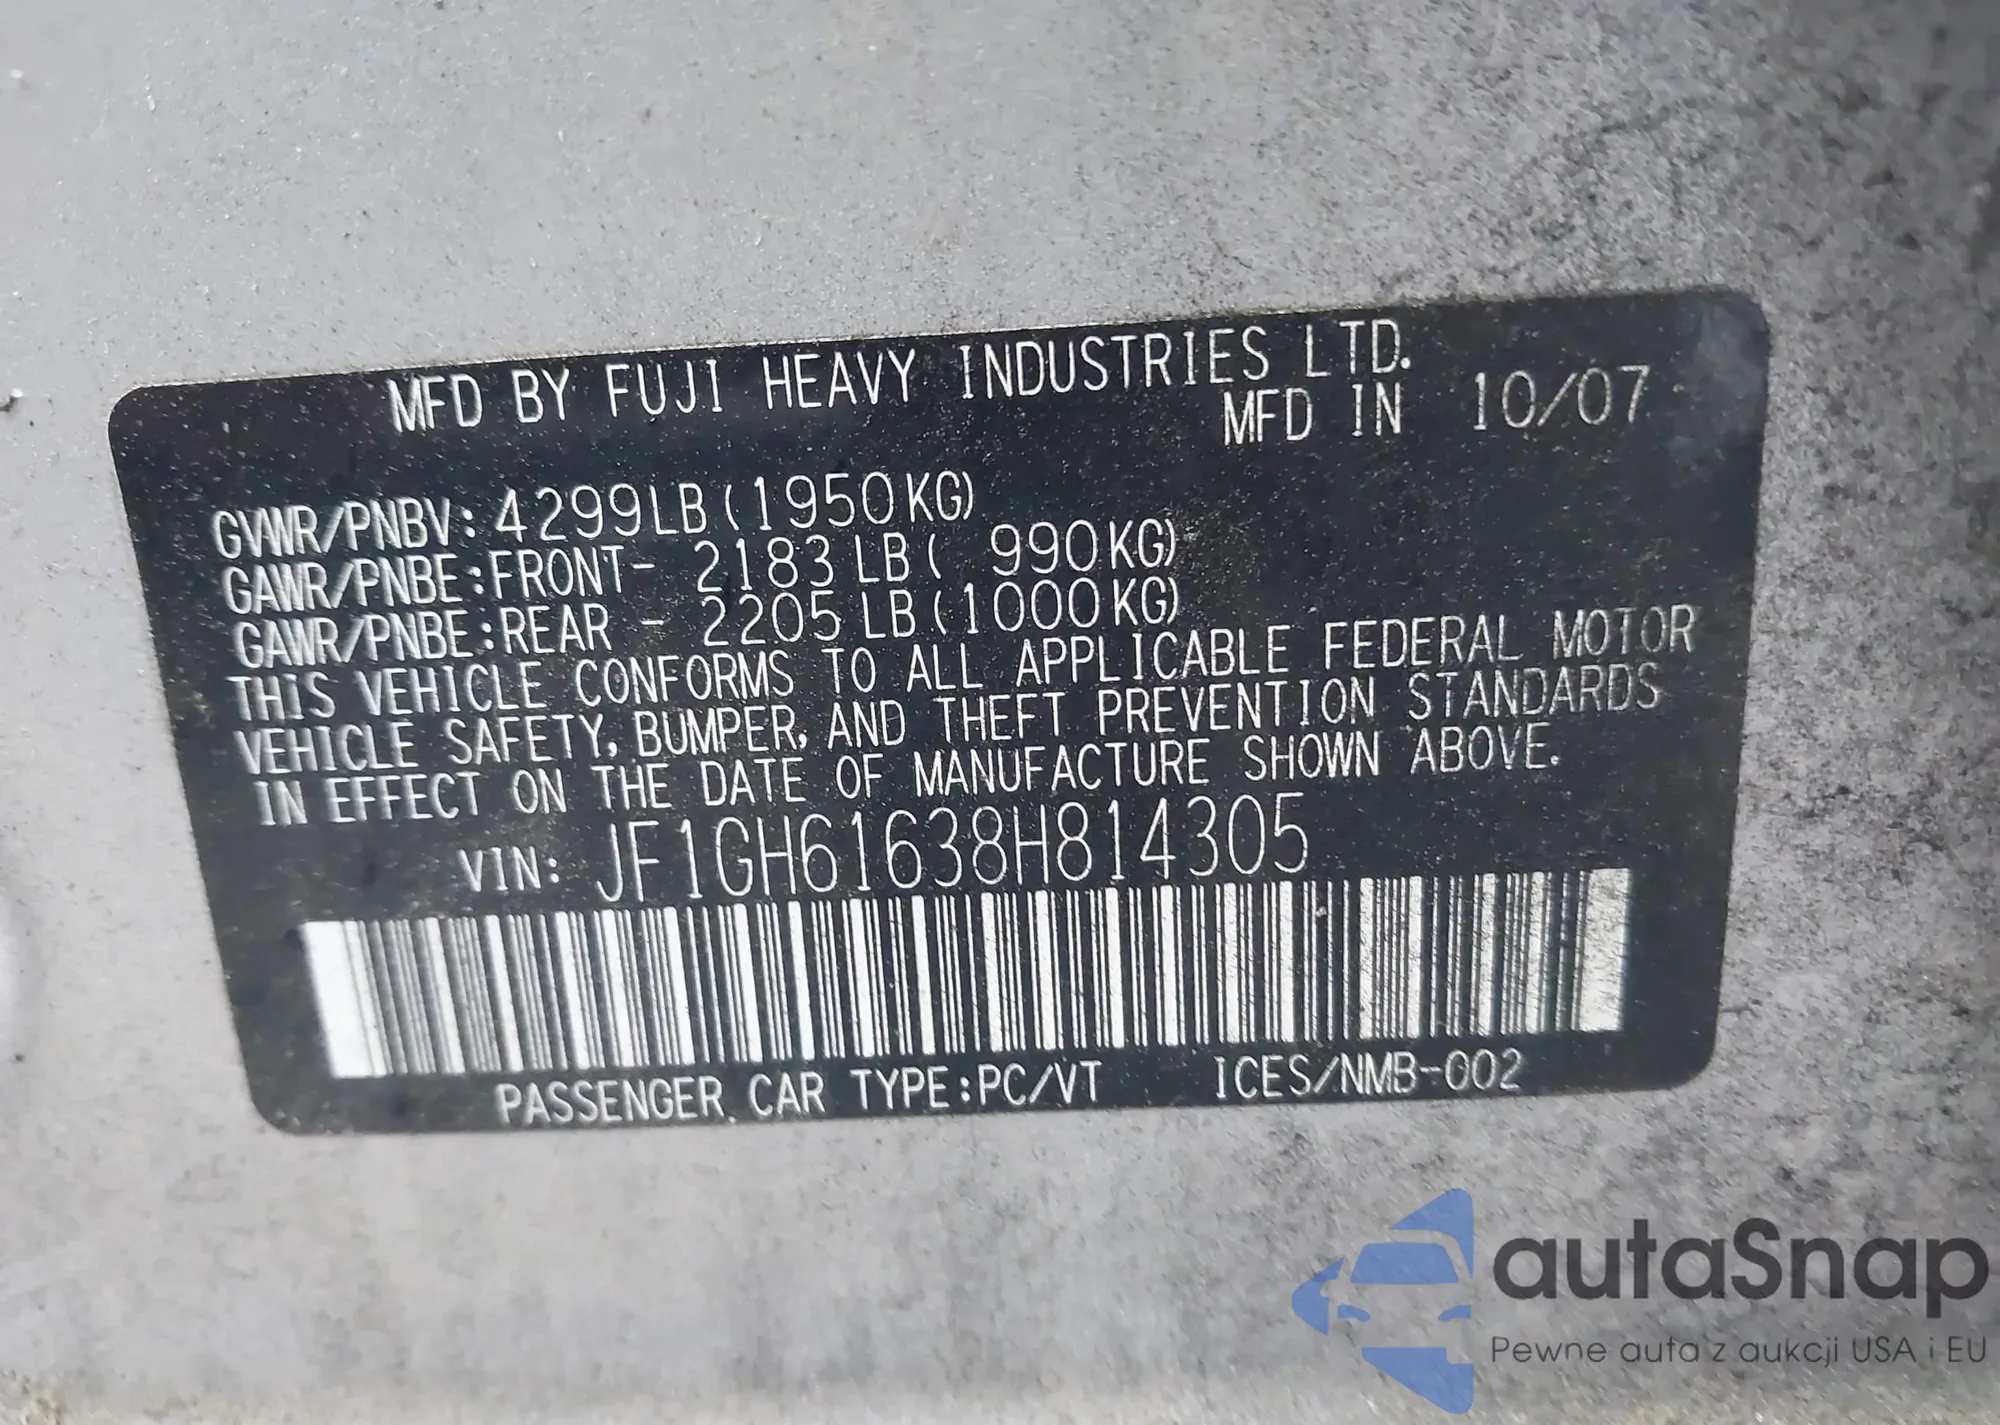 MFD BY FUJI HEAVY INDUSTRIES LTD.
MFD IN 10/07
GVWR/PNBV: 4299LB(1950KG)
GAWR/PNBE:FRONT- 2183 LB( 990KG)
GAWR/PNBE:REAR - 2205 LB(1000KG)
THIS VEHICLE CONFORMS TO ALL APPLICABLE FEDERAL MOTOR
VEHICLE SAFETY, BUMPER, AND THEFT PREVENTION STANDARDS
IN EFFECT ON THE DATE OF MANUFACTURE SHOWN ABOVE.
VIN: JF1GH61638H814305
PASSENGER CAR TYPE:PC/VT ICES/NMB-002
autaSnap
Pewne auta z aukcji USA i EU